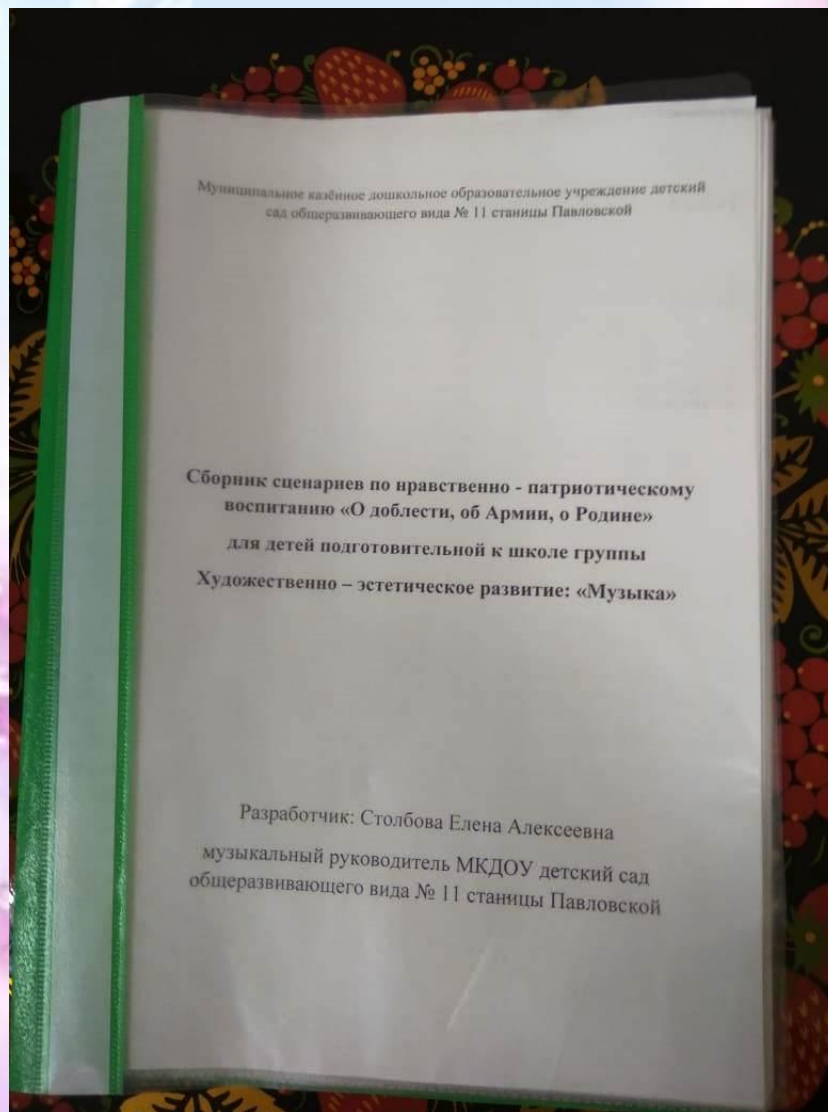 Муниципальное казённое дошкольное образовательное учреждение детский
сад общеразвивающего вида № 11 станицы Павловской
Сборник сценариев по нравственно - патриотическому
воспитанию «О доблести, об Армии, о Родине»
для детей подготовительной к школе группы
Художественно – эстетическое развитие: «Музыка»
Разработчик: Столбова Елена Алексеевна
музыкальный руководитель МКДОУ детский сад
общеразвивающего вида № 11 станицы Павловской